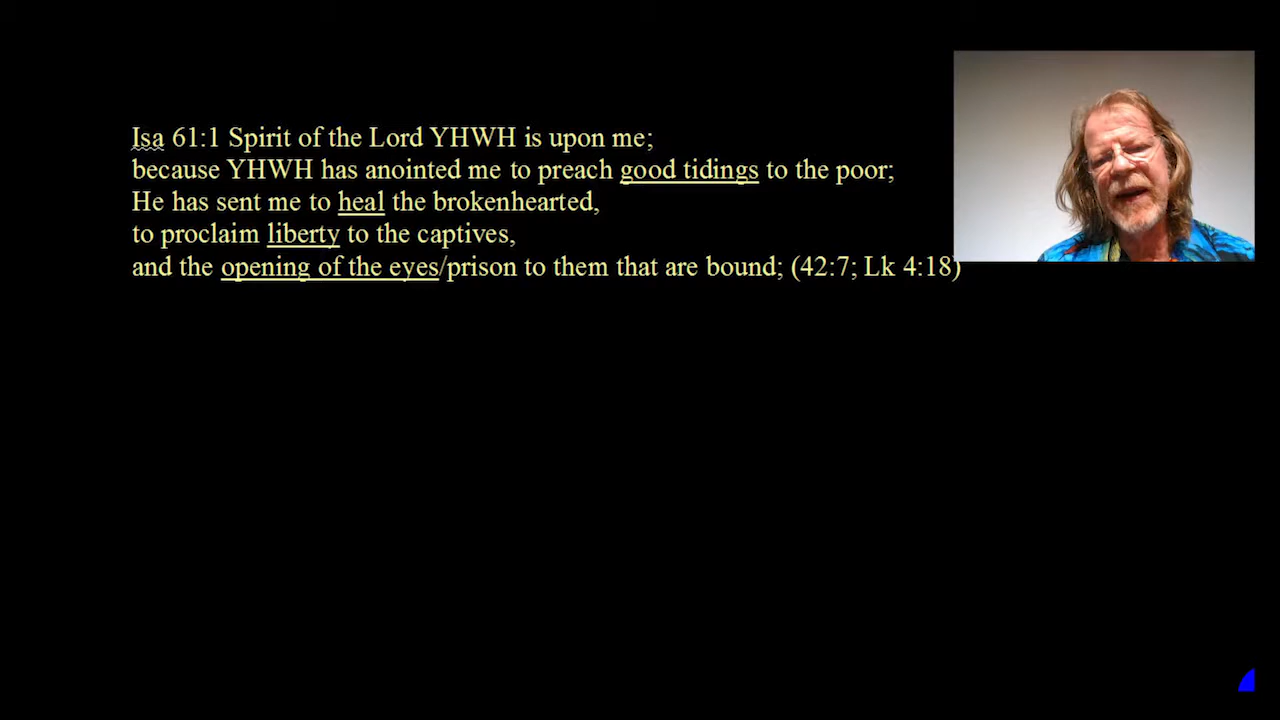 Isa 61:1 Spirit of the Lord YHWH is upon me;
because YHWH has anointed me to preach good tidings to the poor;
He has sent me to heal the brokenhearted,
to proclaim liberty to the captives,
and the opening of the eyes/prison to them that are bound; (42:7; Lk 4:18)